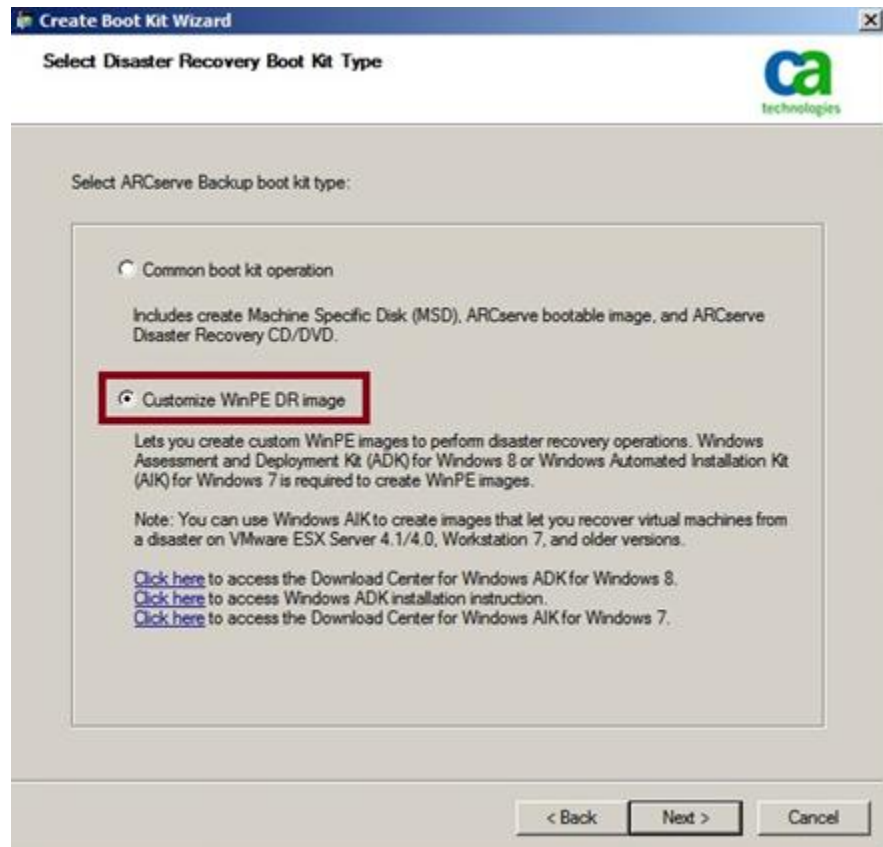 Create Boot Kit Wizard
Select Disaster Recovery Boot Kit Type
ca
technologies
Select ARCserve Backup boot kit type:
Common boot kit operation
Includes create Machine Specific Disk (MSD), ARCserve bootable image, and ARCserve
Disaster Recovery CD/DVD.
Customize WinPE DR image
Lets you create custom WinPE images to perform disaster recovery operations. Windows
Assessment and Deployment Kit (ADK) for Windows 8 or Windows Automated Installation Kit
(AIK) for Windows 7 is required to create WinPE images.
Note: You can use Windows AIK to create images that let you recover virtual machines from
a disaster on VMware ESX Server 4.1/4.0, Workstation 7, and older versions.
Click here to access the Download Center for Windows ADK for Windows 8.
Click here to access Windows ADK installation instruction.
Click here to access the Download Center for Windows AIK for Windows 7.
< Back Next > Cancel